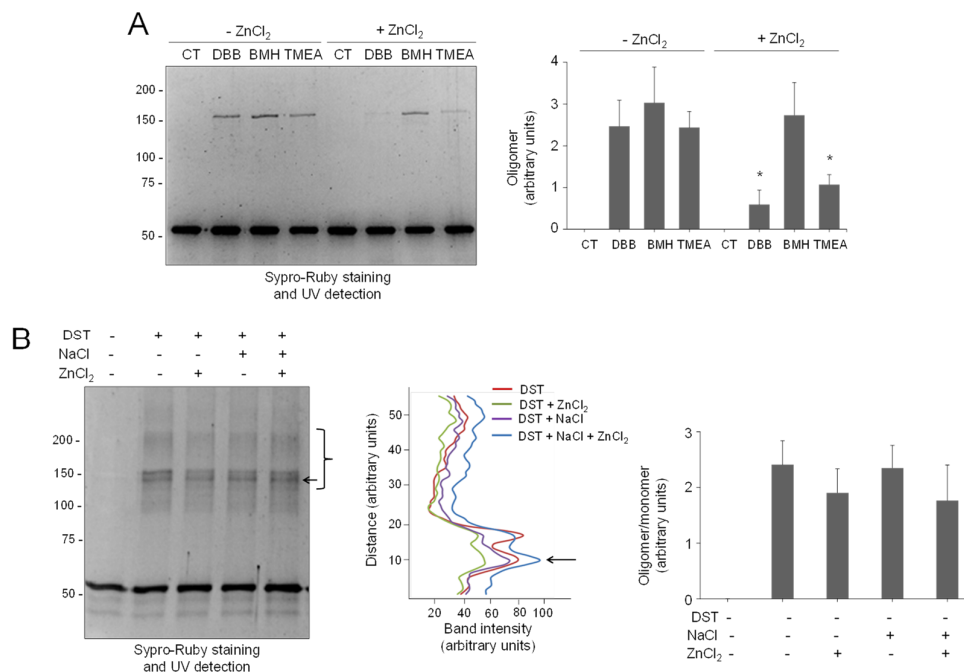 A
- ZnCl₂ + ZnCl₂
CT DBB BMH TMEA CT DBB BMH TMEA
200 -
150 -
100 -
75 -
50 -
Sypro-Ruby staining
and UV detection
- ZnCl₂ + ZnCl₂
Oligomer
(arbitrary units)
4
3
2
1
0
* *
CT DBB BMH TMEA CT DBB BMH TMEA
B
DST - + + + +
NaCl - - - + +
ZnCl₂ - - + - +
200 -
150 -
100 -
75 -
50 -
Sypro-Ruby staining
and UV detection
DST
DST + ZnCl₂
DST + NaCl
DST + NaCl + ZnCl₂
Distance (arbitrary units)
50
40
30
20
10
20 40 60 80 100
Band intensity
(arbitrary units)
Oligomer/monomer
(arbitrary units)
3
2
1
0
DST - + + + +
NaCl - - - + +
ZnCl₂ - - + - +